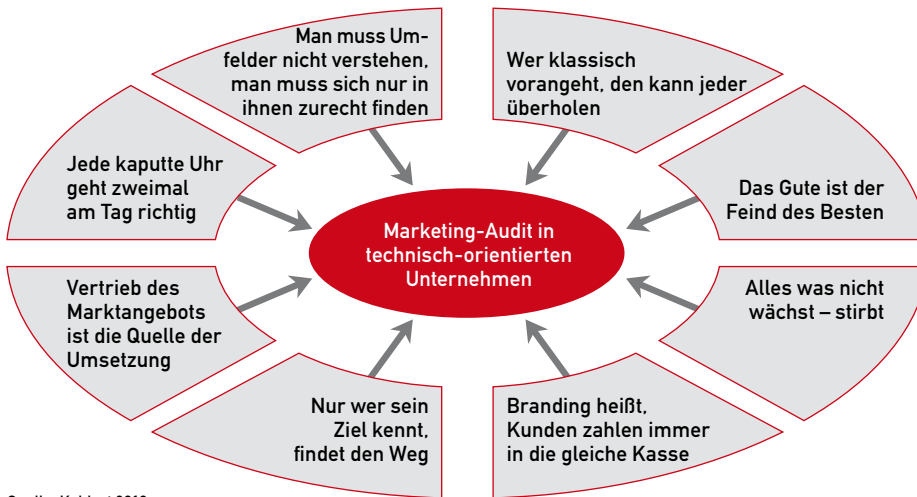 Man muss Um-
felder nicht verstehen,
man muss sich nur in
ihnen zurecht finden
Wer klassisch
vorangeht, den kann jeder
überholen
Jede kaputte Uhr
geht zweimal
am Tag richtig
Das Gute ist der
Feind des Besten
Marketing-Audit in
technisch-orientierten
Unternehmen
Vertrieb des
Marktangebots
ist die Quelle der
Umsetzung
Alles was nicht
wächst – stirbt
Nur wer sein
Ziel kennt,
findet den Weg
Branding heißt,
Kunden zahlen immer
in die gleiche Kasse